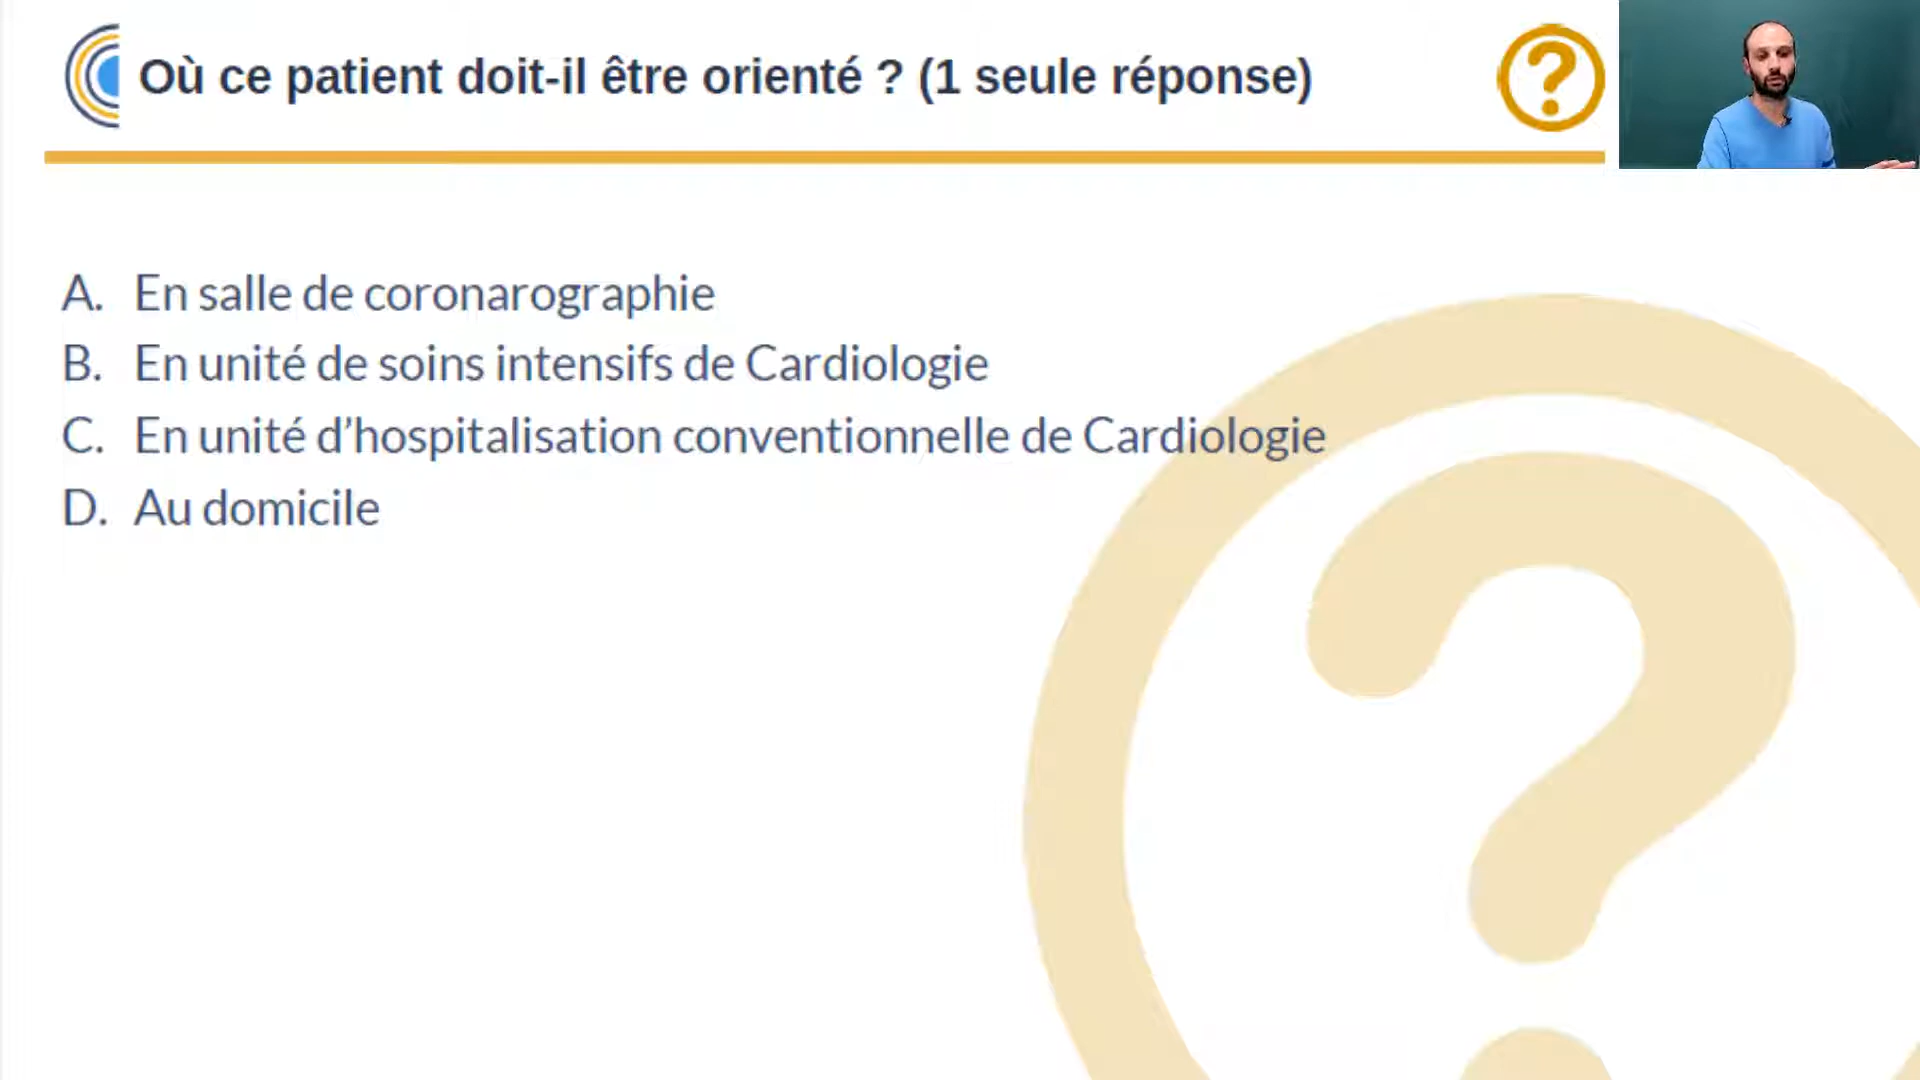 Où ce patient doit-il être orienté ? (1 seule réponse)
A. En salle de coronarographie
B. En unité de soins intensifs de Cardiologie
C. En unité d’hospitalisation conventionnelle de Cardiologie
D. Au domicile